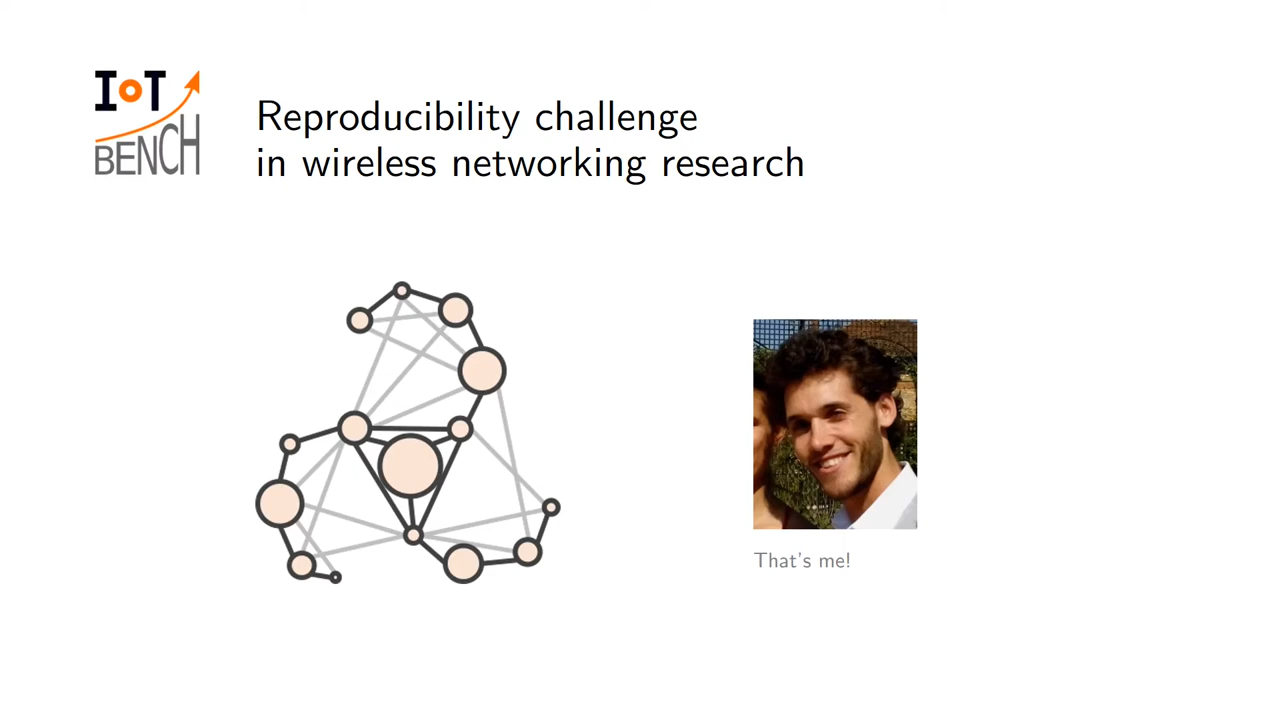 IoT
BENCH
Reproducibility challenge
in wireless networking research
That's me!